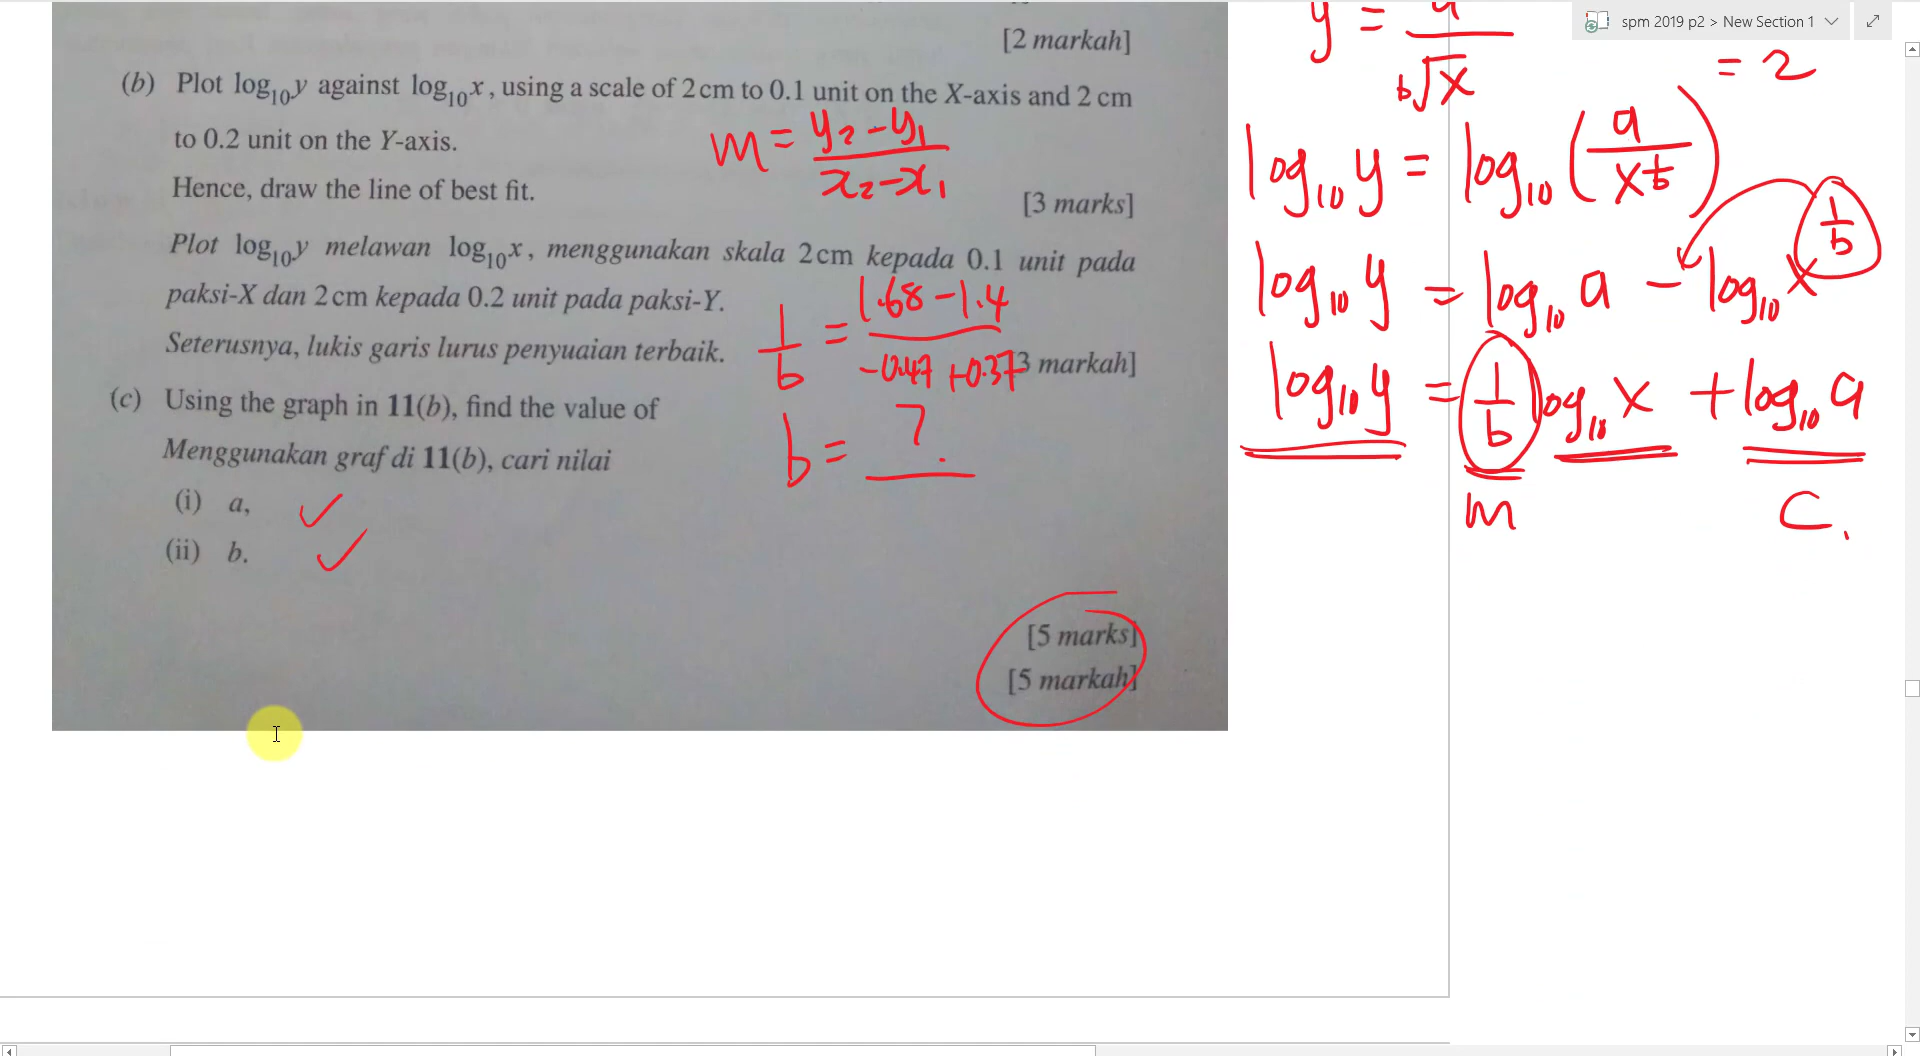 [2 markah]
(b) Plot log₁₀y against log₁₀x, using a scale of 2 cm to 0.1 unit on the X-axis and 2 cm
to 0.2 unit on the Y-axis.
Hence, draw the line of best fit.
[3 marks]
Plot log₁₀y melawan log₁₀x, menggunakan skala 2 cm kepada 0.1 unit pada
paksi-X dan 2 cm kepada 0.2 unit pada paksi-Y.
Seterusnya, lukis garis lurus penyuaian terbaik.
3 markah]
(c) Using the graph in 11(b), find the value of
Menggunakan graf di 11(b), cari nilai
(i) a, ✓
(ii) b. ✓
[5 marks]
[5 markah]
m = y₂-y₁ / x₂-x₁
1/b = 1.68-1.4 / -0.47+0.37
b = ?
spm 2019 p2 > New Section 1
y = a / ᵇ√x
= 2
log₁₀ y = log₁₀ (a / x^(1/b))
log₁₀ y = log₁₀ a - log₁₀ x^(1/b)
log₁₀ y = 1/b log₁₀ x + log₁₀ a
m
C.